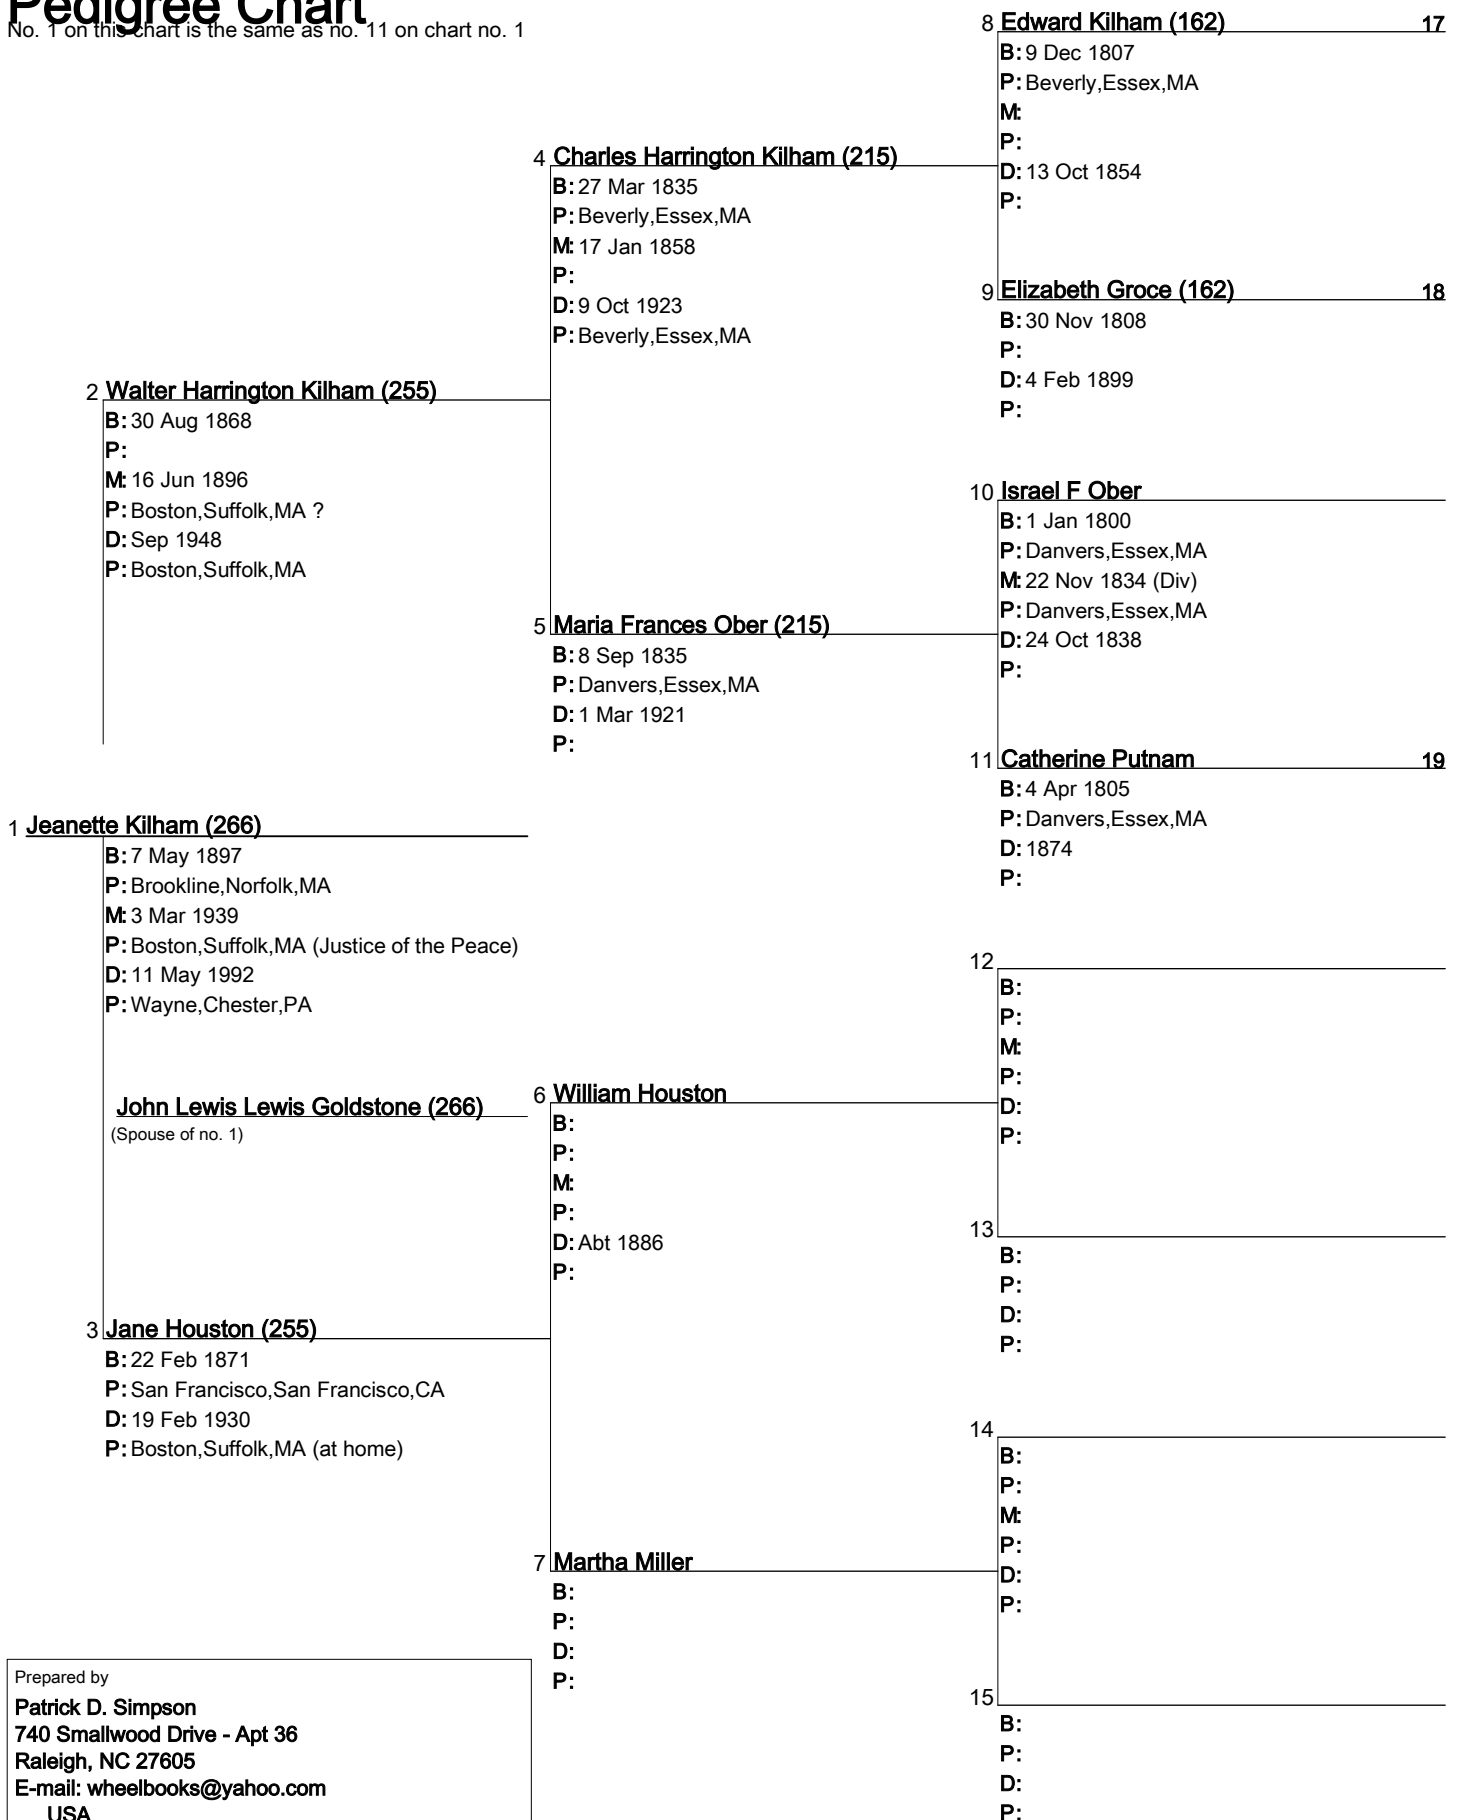 Pedigree Chart
No. 1 on this chart is the same as no. 11 on chart no. 1
8 Edward Kilham (162) 17
B: 9 Dec 1807
P: Beverly,Essex,MA
M:
P:
D: 13 Oct 1854
P:
4 Charles Harrington Kilham (215)
B: 27 Mar 1835
P: Beverly,Essex,MA
M: 17 Jan 1858
P:
D: 9 Oct 1923
P: Beverly,Essex,MA
9 Elizabeth Groce (162) 18
B: 30 Nov 1808
P:
D: 4 Feb 1899
P:
2 Walter Harrington Kilham (255)
B: 30 Aug 1868
P:
M: 16 Jun 1896
P: Boston,Suffolk,MA ?
D: Sep 1948
P: Boston,Suffolk,MA
10 Israel F Ober
B: 1 Jan 1800
P: Danvers,Essex,MA
M: 22 Nov 1834 (Div)
P: Danvers,Essex,MA
D: 24 Oct 1838
P:
5 Maria Frances Ober (215)
B: 8 Sep 1835
P: Danvers,Essex,MA
D: 1 Mar 1921
P:
11 Catherine Putnam 19
B: 4 Apr 1805
P: Danvers,Essex,MA
D: 1874
P:
1 Jeanette Kilham (266)
B: 7 May 1897
P: Brookline,Norfolk,MA
M: 3 Mar 1939
P: Boston,Suffolk,MA (Justice of the Peace)
D: 11 May 1992
P: Wayne,Chester,PA
12
B:
P:
M:
P:
D:
P:
John Lewis Lewis Goldstone (266)
(Spouse of no. 1)
6 William Houston
B:
P:
M:
P:
D: Abt 1886
P:
13
B:
P:
D:
P:
3 Jane Houston (255)
B: 22 Feb 1871
P: San Francisco,San Francisco,CA
D: 19 Feb 1930
P: Boston,Suffolk,MA (at home)
14
B:
P:
M:
P:
D:
P:
7 Martha Miller
B:
P:
D:
P:
15
B:
P:
D:
P:
Prepared by
Patrick D. Simpson
740 Smallwood Drive - Apt 36
Raleigh, NC 27605
E-mail: wheelbooks@yahoo.com
USA